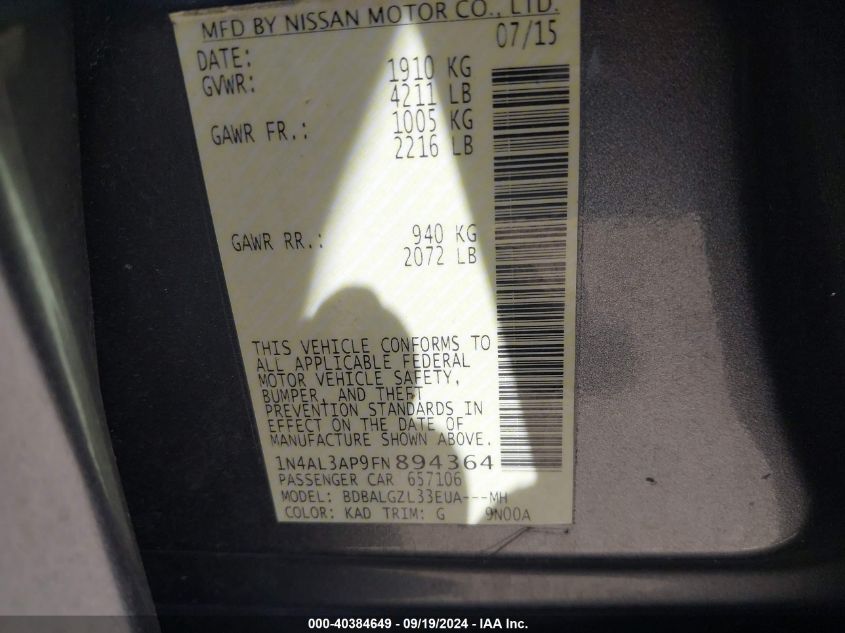 MFD BY NISSAN MOTOR CO., LTD.
DATE: 07/15
GVWR: 1910 KG
4211 LB
GAWR FR.: 1005 KG
2216 LB
GAWR RR.: 940 KG
2072 LB
THIS VEHICLE CONFORMS TO
ALL APPLICABLE FEDERAL
MOTOR VEHICLE SAFETY,
BUMPER, AND THEFT
PREVENTION STANDARDS IN
EFFECT ON THE DATE OF
MANUFACTURE SHOWN ABOVE.
1N4AL3AP9FN894364
PASSENGER CAR 657106
MODEL: BDBALGZL33EUA---MH
COLOR: KAD TRIM: G 9N00A
000-40384649 - 09/19/2024 - IAA Inc.